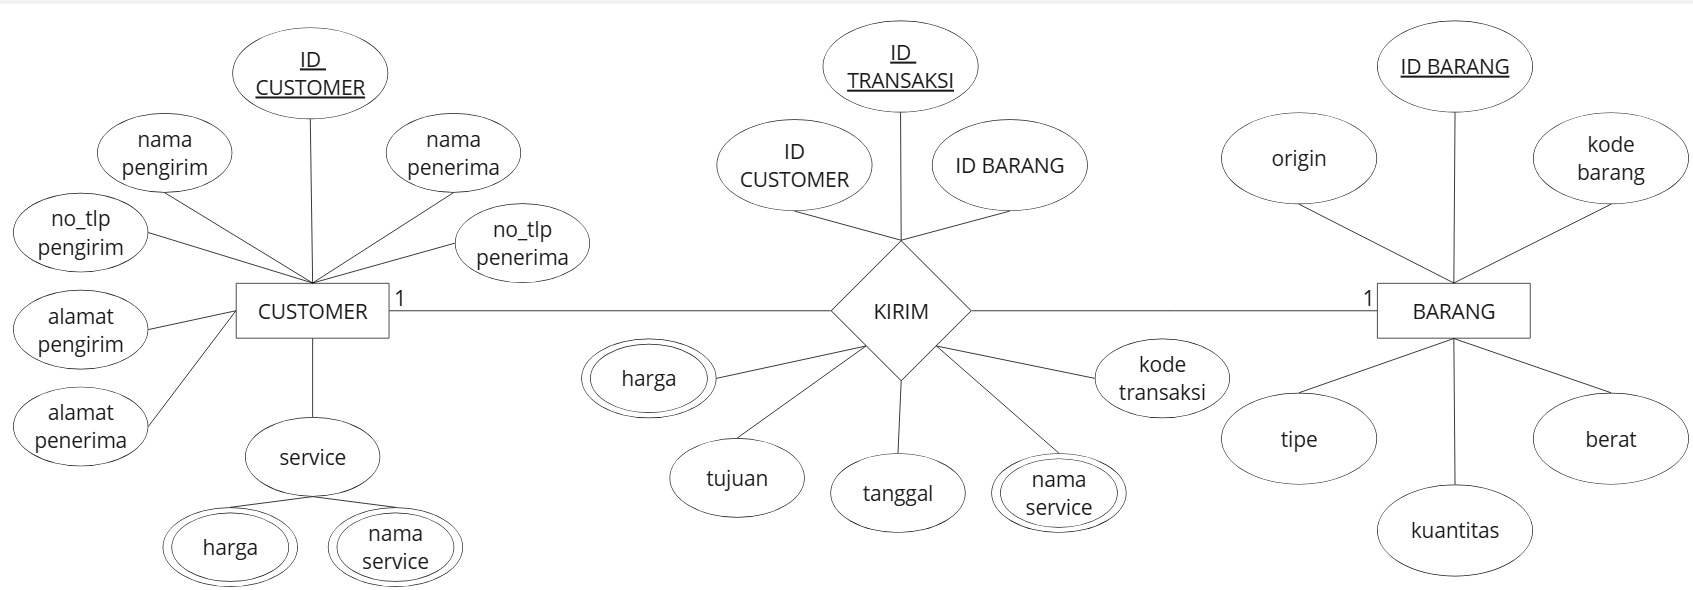 ID
CUSTOMER
nama
pengirim
nama
penerima
no_tlp
pengirim
no_tlp
penerima
alamat
pengirim
CUSTOMER
1
alamat
penerima
service
harga
nama
service
ID
TRANSAKSI
ID
CUSTOMER
ID BARANG
KIRIM
harga
kode
transaksi
tujuan
tanggal
nama
service
ID BARANG
origin
kode
barang
1
BARANG
tipe
berat
kuantitas